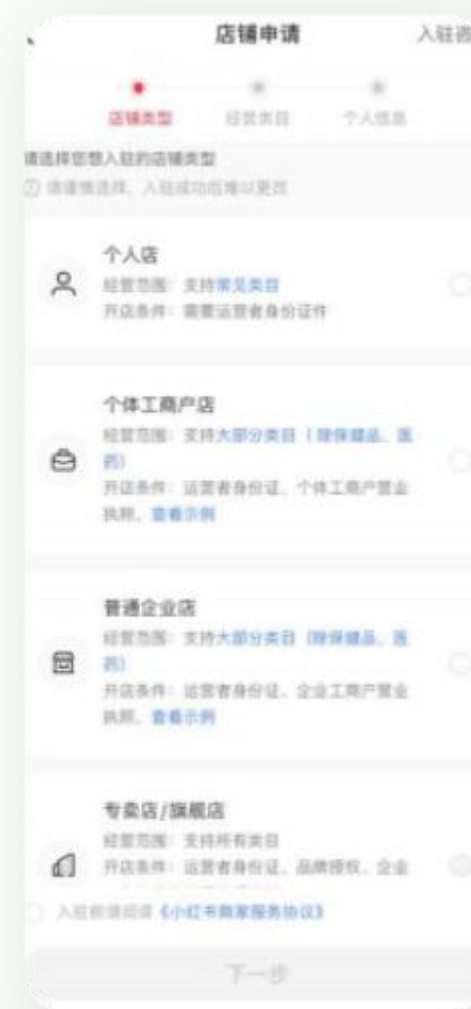 店铺申请
入驻咨
店铺类型
经营类目
个人信息
请选择您想入驻的店铺类型
请谨慎选择，入驻成功后难以更改
个人店
经营范围：支持常见类目
开店条件：需要运营者身份证件
个体工商户店
经营范围：支持大部分类目（除保健品、医
药）
开店条件：运营者身份证、个体工商户营业
执照，查看示例
普通企业店
经营范围：支持大部分类目（除保健品、医
药）
开店条件：运营者身份证、企业工商户营业
执照，查看示例
专卖店/旗舰店
经营范围：支持所有类目
开店条件：运营者身份证、品牌授权、企业
入驻前请阅读《小红书商家服务协议》
下一步